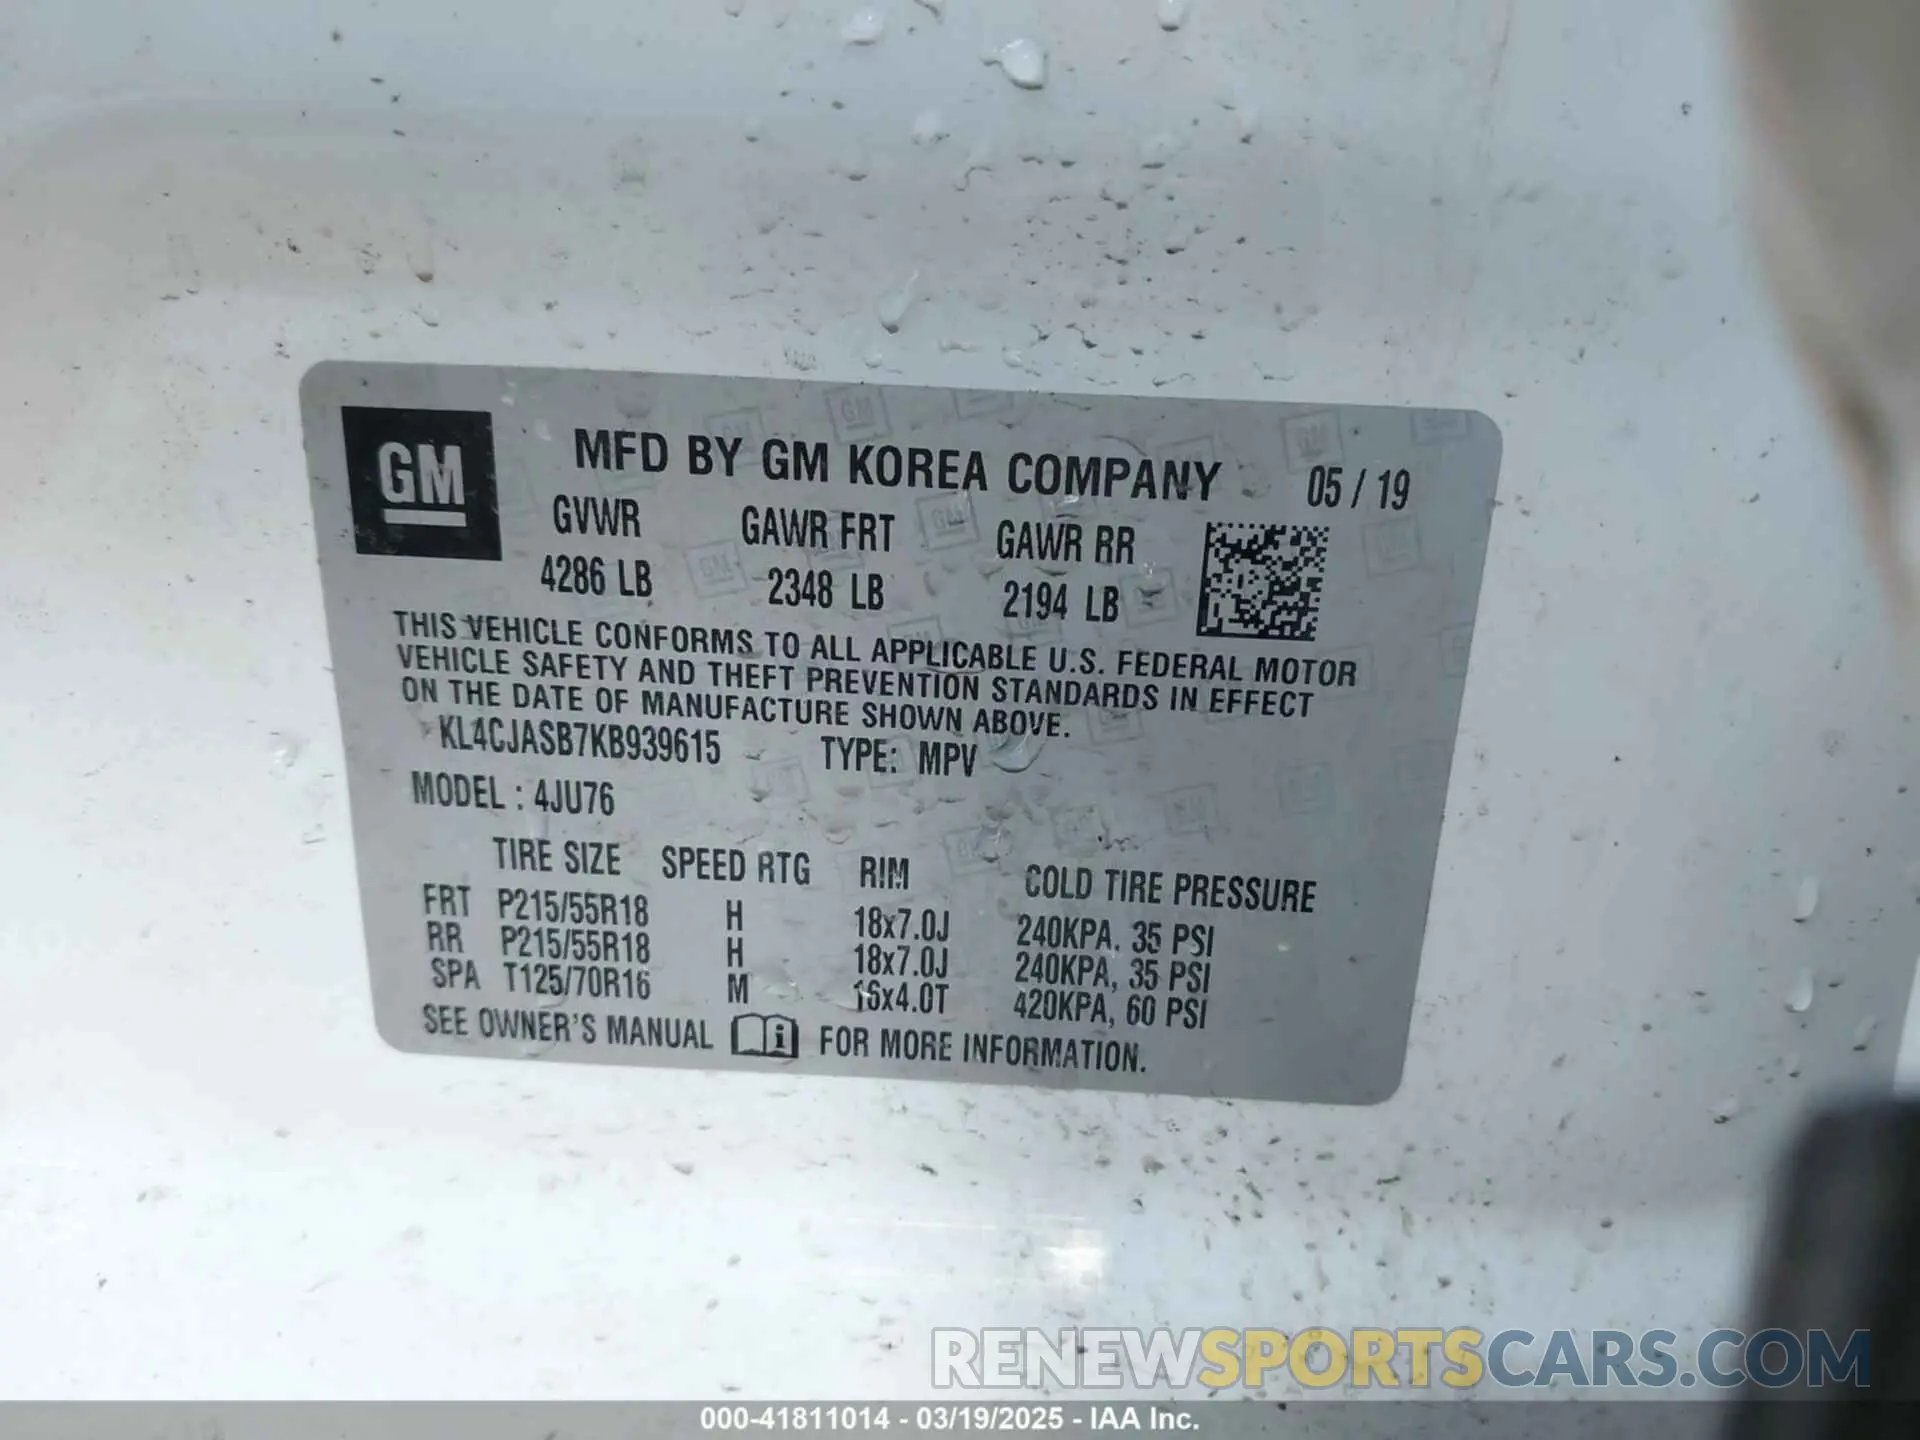 GM
MFD BY GM KOREA COMPANY 05 / 19
GVWR GAWR FRT GAWR RR
4286 LB 2348 LB 2194 LB
THIS VEHICLE CONFORMS TO ALL APPLICABLE U.S. FEDERAL MOTOR
VEHICLE SAFETY AND THEFT PREVENTION STANDARDS IN EFFECT
ON THE DATE OF MANUFACTURE SHOWN ABOVE.
KL4CJASB7KB939615 TYPE: MPV
MODEL : 4JU76
TIRE SIZE SPEED RTG RIM COLD TIRE PRESSURE
FRT P215/55R18 H 18x7.0J 240KPA. 35 PSI
RR P215/55R18 H 18x7.0J 240KPA, 35 PSI
SPA T125/70R16 M 16x4.0T 420KPA, 60 PSI
SEE OWNER'S MANUAL i FOR MORE INFORMATION.
RENEWSPORTSCARS.COM
000-41811014 - 03/19/2025 - IAA Inc.